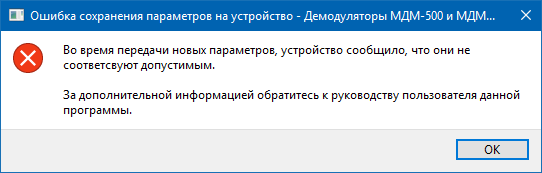 Ошибка сохранения параметров на устройство - Демодуляторы МДМ-500 и МДМ...
Во время передачи новых параметров, устройство сообщило, что они не
соответсвуют допустимым.
За дополнительной информацией обратитесь к руководству пользователя данной
программы.
OK